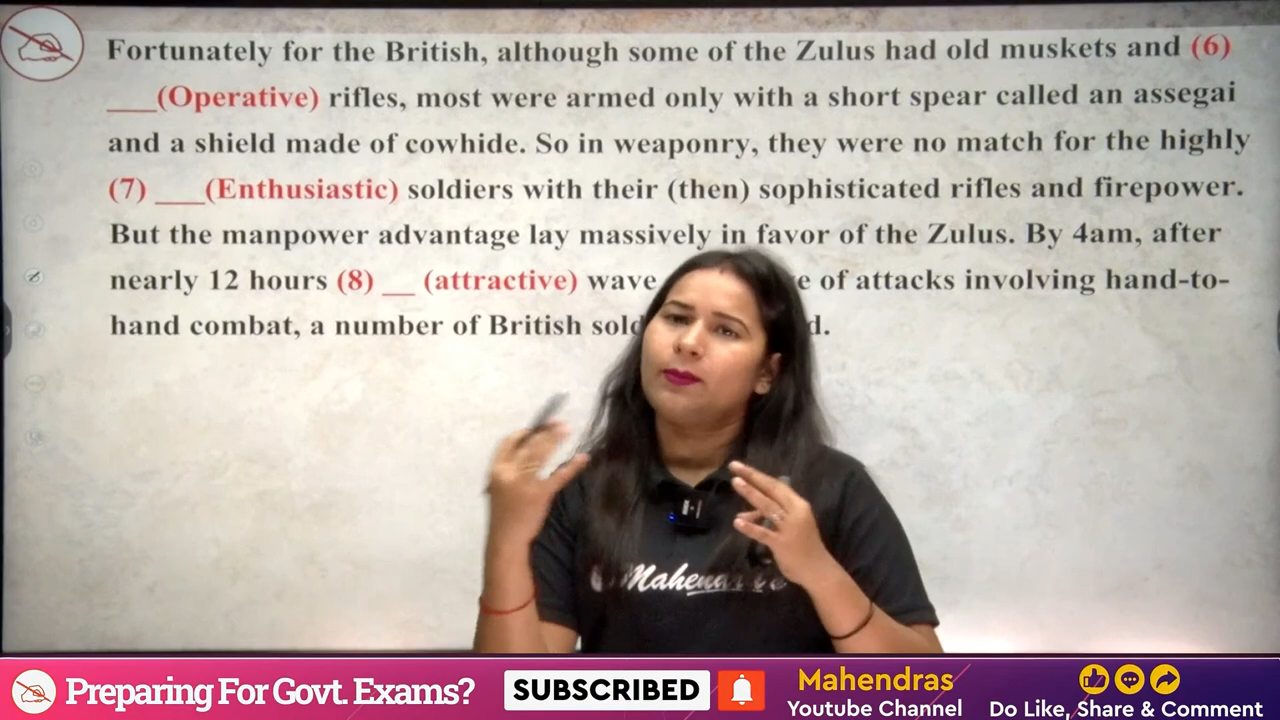 Fortunately for the British, although some of the Zulus had old muskets and (6)
___(Operative) rifles, most were armed only with a short spear called an assegai
and a shield made of cowhide. So in weaponry, they were no match for the highly
(7) ___(Enthusiastic) soldiers with their (then) sophisticated rifles and firepower.
But the manpower advantage lay massively in favor of the Zulus. By 4am, after
nearly 12 hours (8) __ (attractive) wave of attacks involving hand-to-
hand combat, a number of British
Preparing For Govt. Exams?
SUBSCRIBED
Mahendras
Youtube Channel
Do Like, Share & Comment